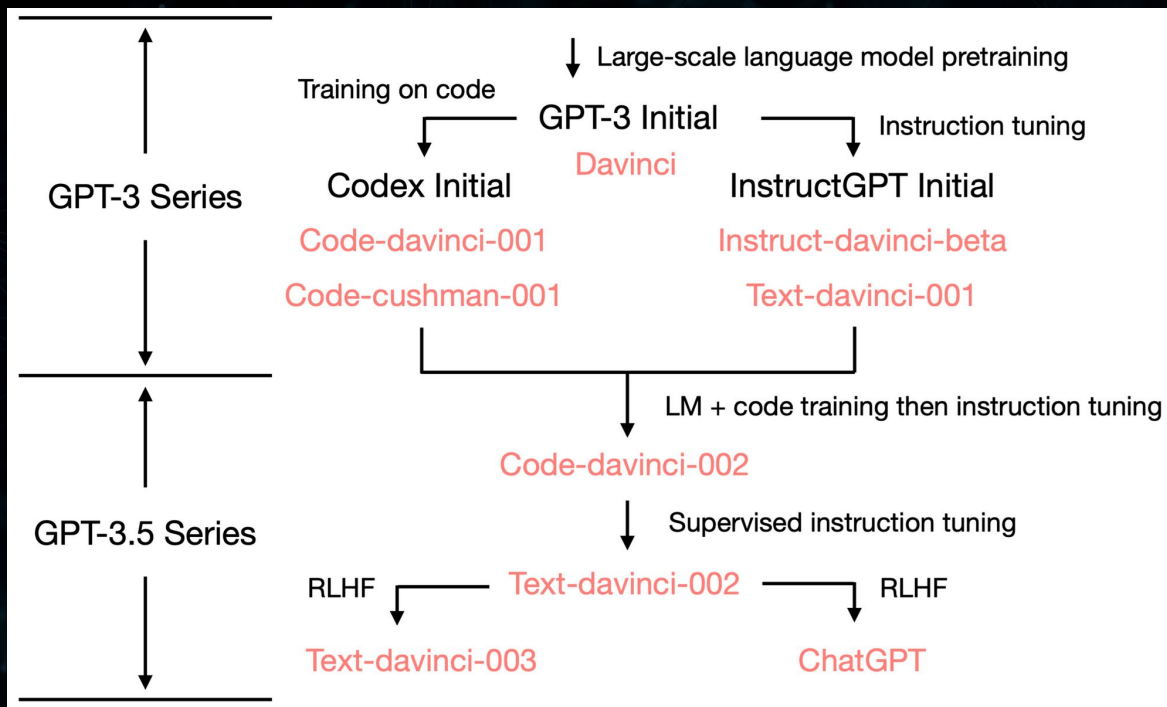 Large-scale language model pretraining
Training on code
GPT-3 Initial
Instruction tuning
Davinci
GPT-3 Series
Codex Initial
InstructGPT Initial
Code-davinci-001
Instruct-davinci-beta
Code-cushman-001
Text-davinci-001
LM + code training then instruction tuning
Code-davinci-002
GPT-3.5 Series
Supervised instruction tuning
RLHF
Text-davinci-002
RLHF
Text-davinci-003
ChatGPT